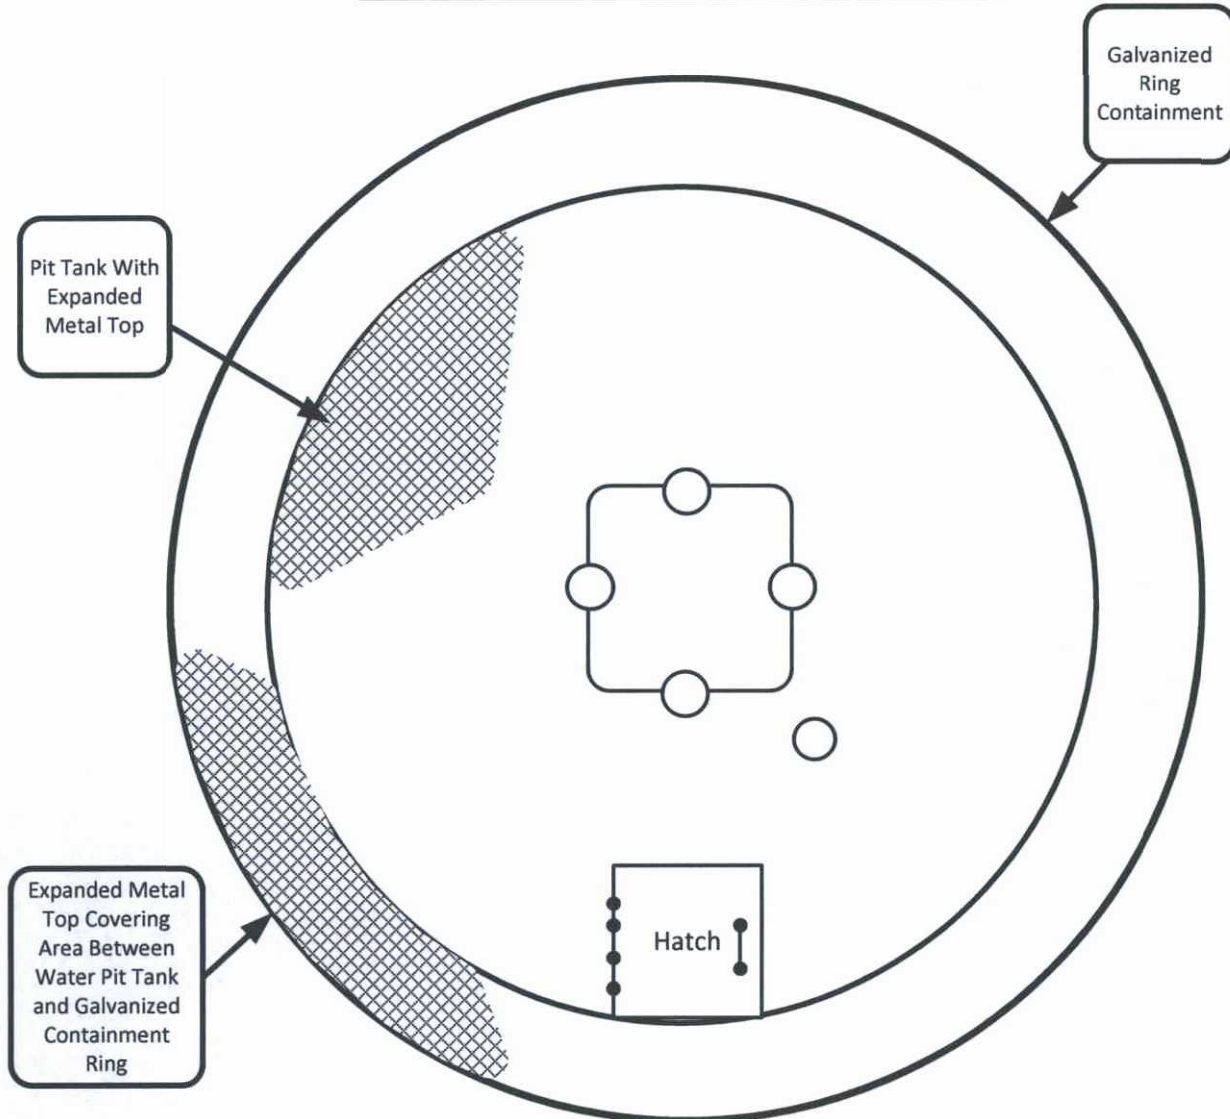 Galvanized
Ring
Containment
Pit Tank With
Expanded
Metal Top
Expanded Metal
Top Covering
Area Between
Water Pit Tank
and Galvanized
Containment
Ring
Hatch